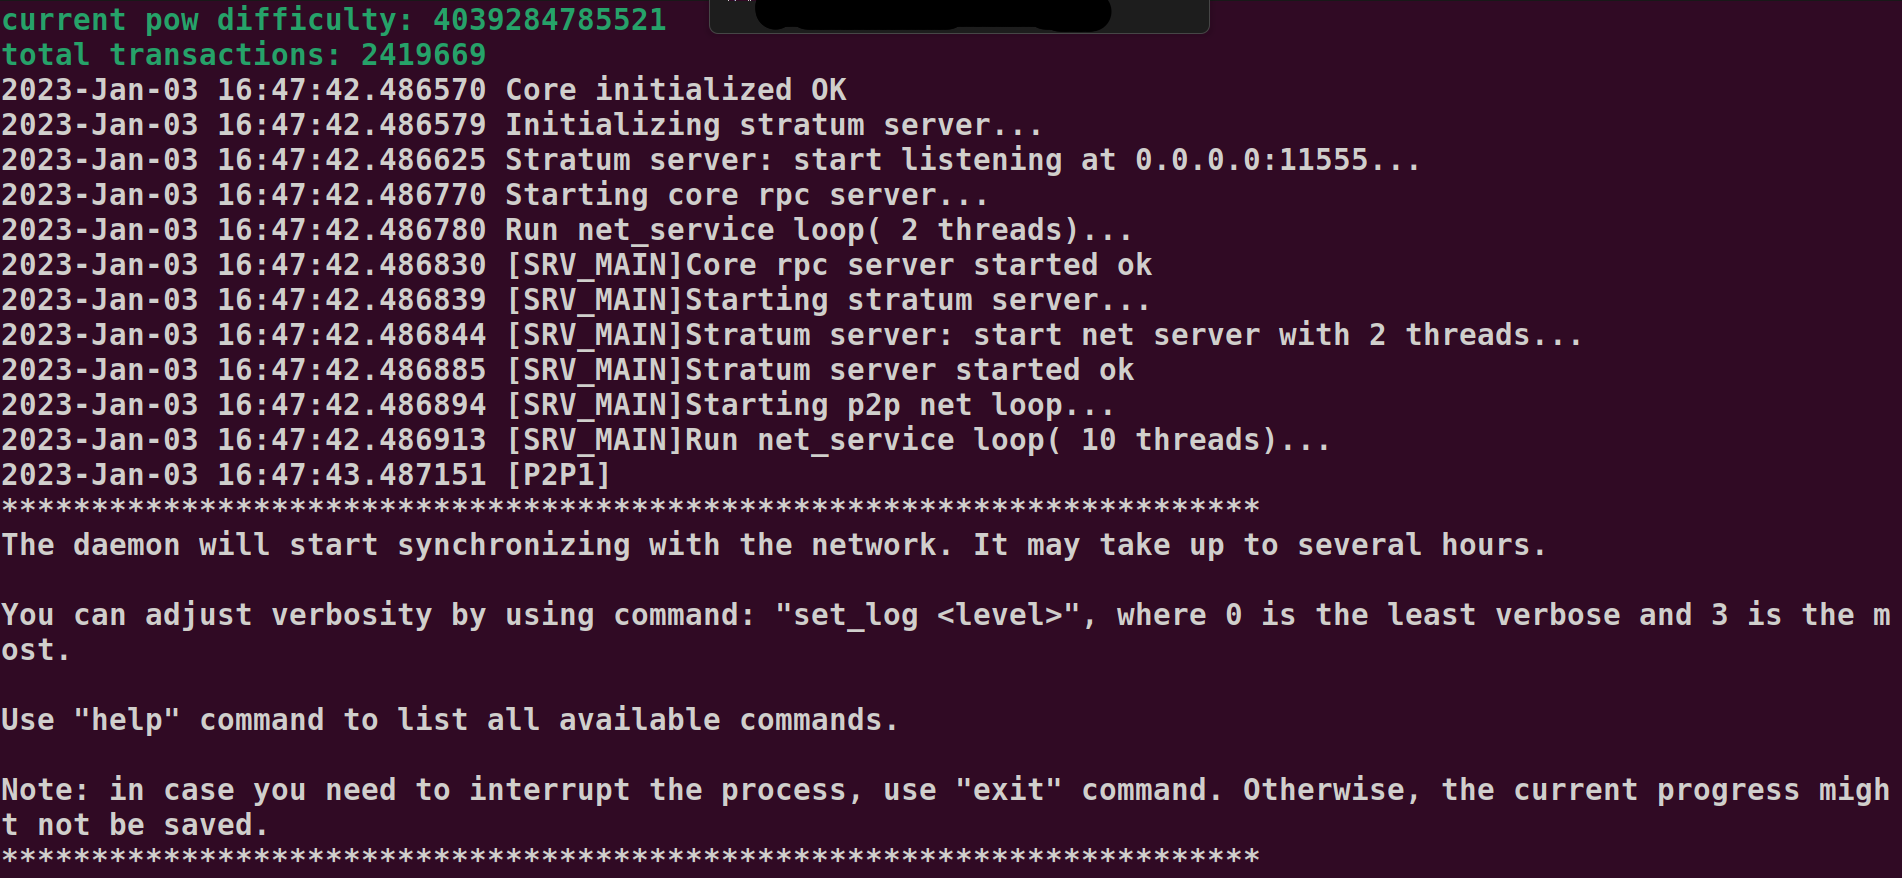 current pow difficulty: 4039284785521
total transactions: 2419669
2023-Jan-03 16:47:42.486570 Core initialized OK
2023-Jan-03 16:47:42.486579 Initializing stratum server...
2023-Jan-03 16:47:42.486625 Stratum server: start listening at 0.0.0.0:11555...
2023-Jan-03 16:47:42.486770 Starting core rpc server...
2023-Jan-03 16:47:42.486780 Run net_service loop( 2 threads)...
2023-Jan-03 16:47:42.486830 [SRV_MAIN]Core rpc server started ok
2023-Jan-03 16:47:42.486839 [SRV_MAIN]Starting stratum server...
2023-Jan-03 16:47:42.486844 [SRV_MAIN]Stratum server: start net server with 2 threads...
2023-Jan-03 16:47:42.486885 [SRV_MAIN]Stratum server started ok
2023-Jan-03 16:47:42.486894 [SRV_MAIN]Starting p2p net loop...
2023-Jan-03 16:47:42.486913 [SRV_MAIN]Run net_service loop( 10 threads)...
2023-Jan-03 16:47:43.487151 [P2P1]
**********************************************************************
The daemon will start synchronizing with the network. It may take up to several hours.
You can adjust verbosity by using command: "set_log <level>", where 0 is the least verbose and 3 is the m
ost.
Use "help" command to list all available commands.
Note: in case you need to interrupt the process, use "exit" command. Otherwise, the current progress migh
t not be saved.
**********************************************************************